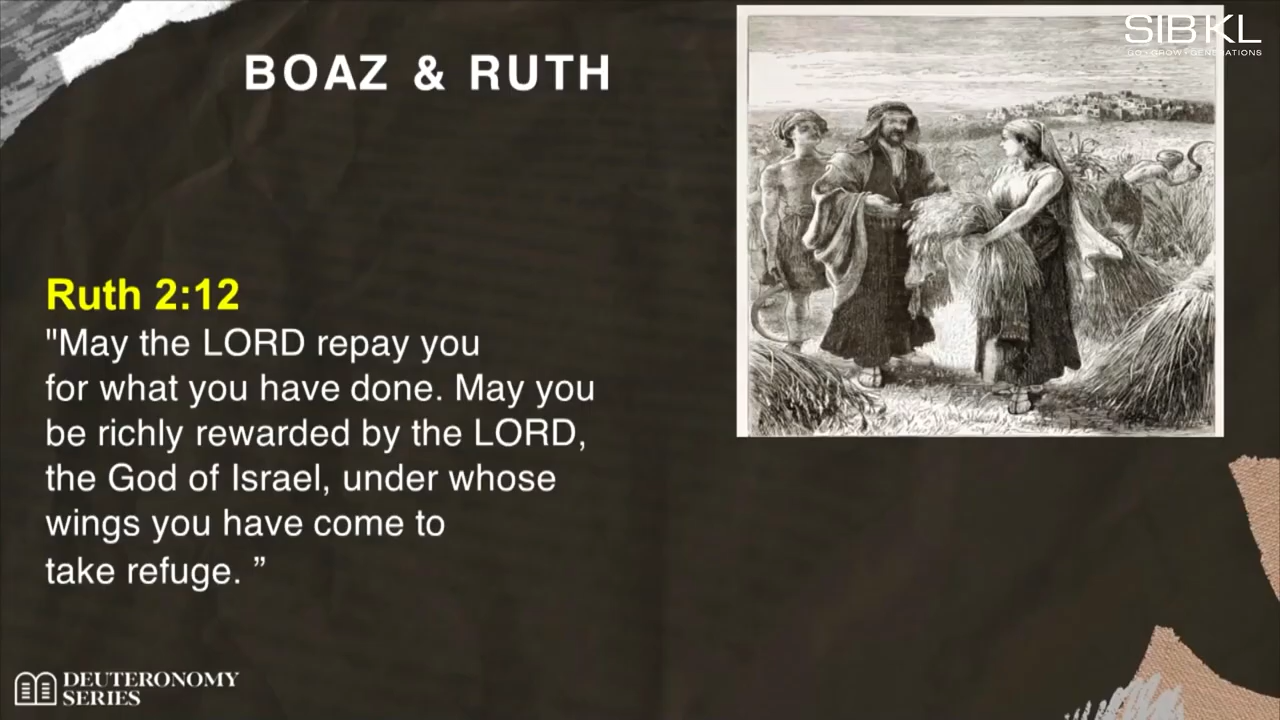 SIBKL
BOAZ & RUTH
Ruth 2:12
"May the LORD repay you
for what you have done. May you
be richly rewarded by the LORD,
the God of Israel, under whose
wings you have come to
take refuge. ”
DEUTERONOMY
SERIES